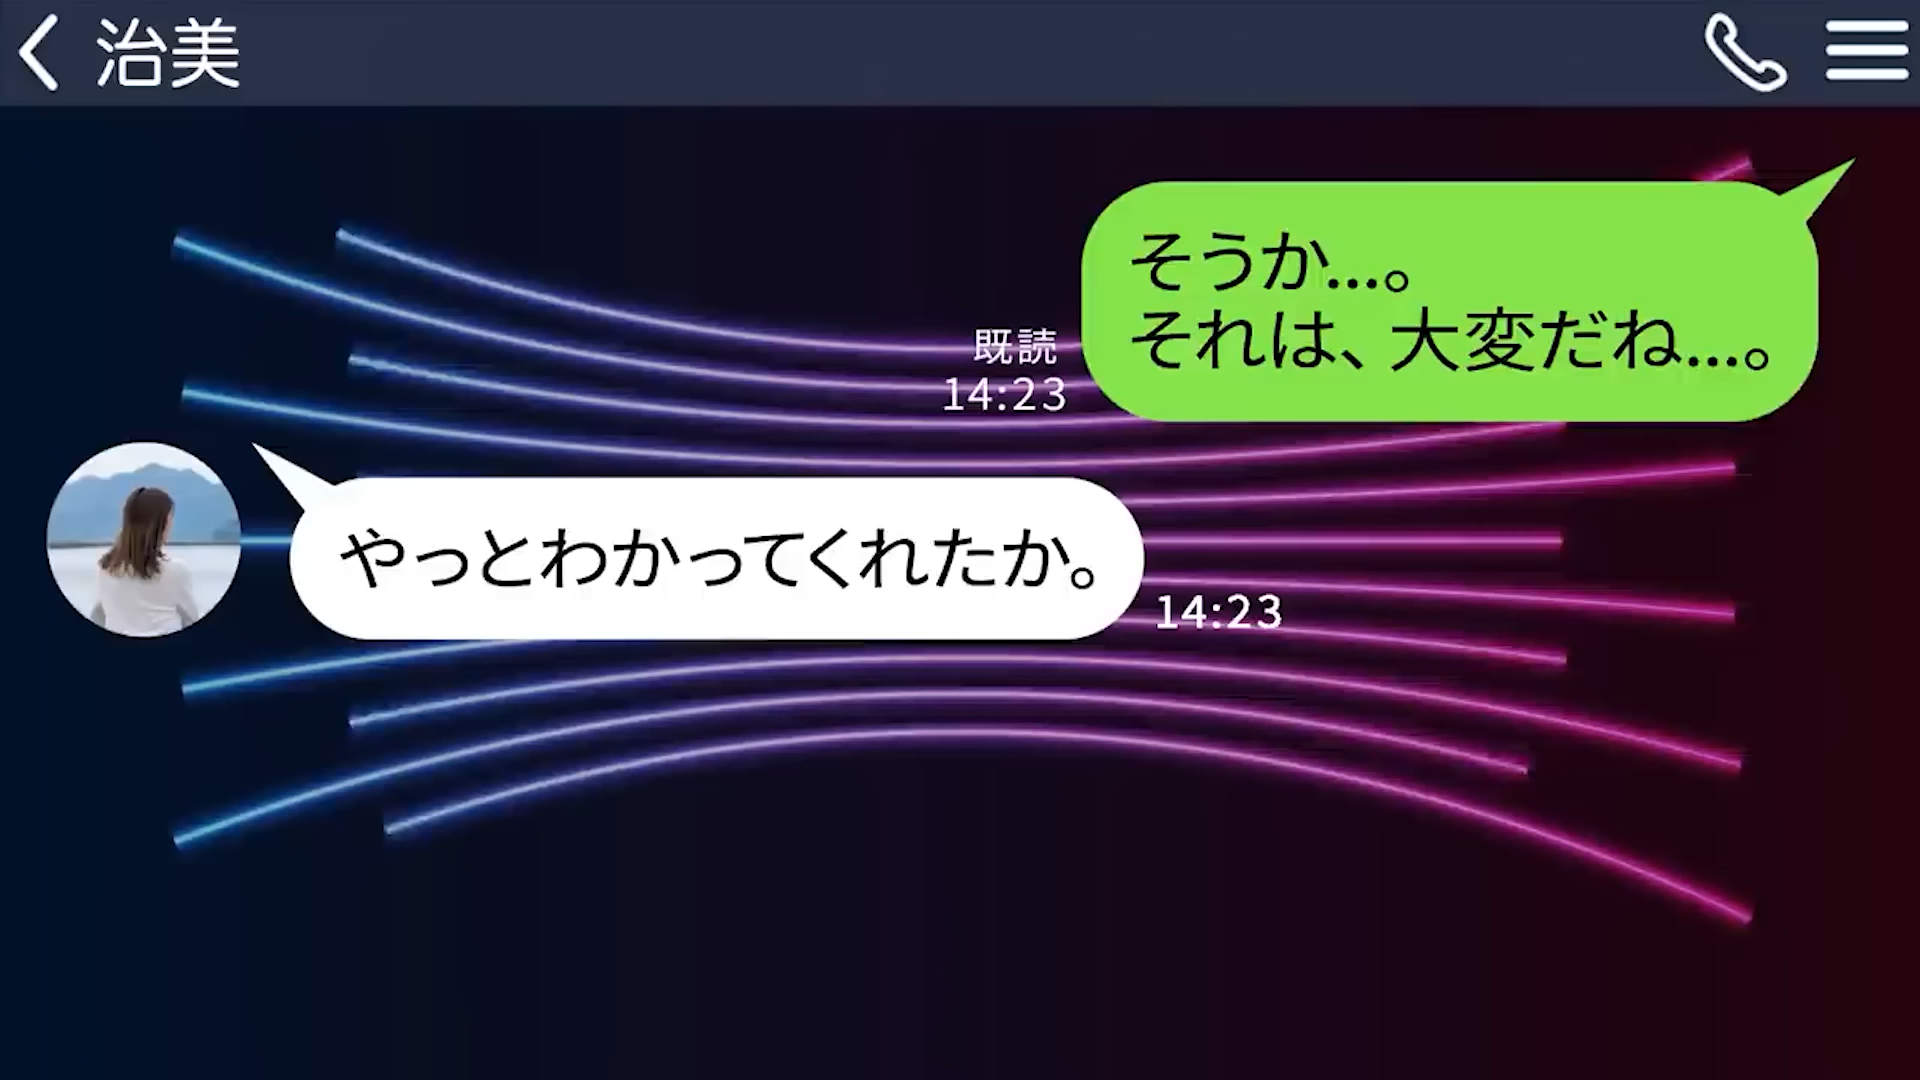 治美
そうか...。
それは、大変だね...。
既読
14:23
やっとわかってくれたか。
14:23